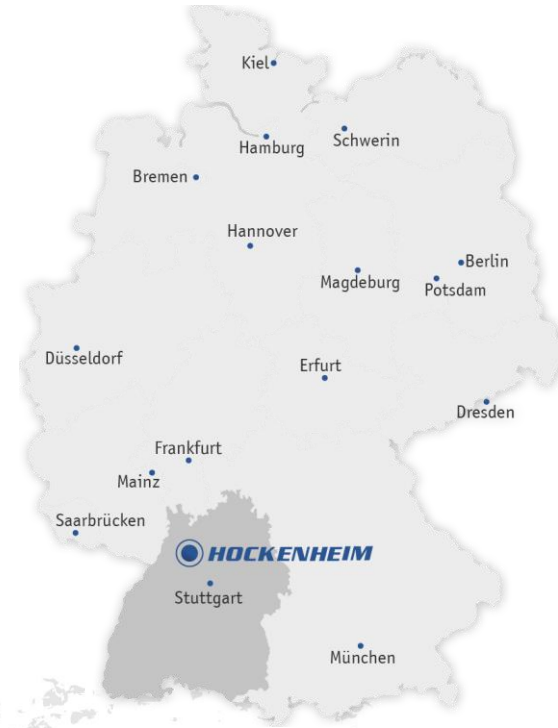 Kiel
Schwerin
Hamburg
Bremen
Hannover
Berlin
Magdeburg
Potsdam
Düsseldorf
Erfurt
Dresden
Frankfurt
Mainz
Saarbrücken
HOCKENHEIM
Stuttgart
München